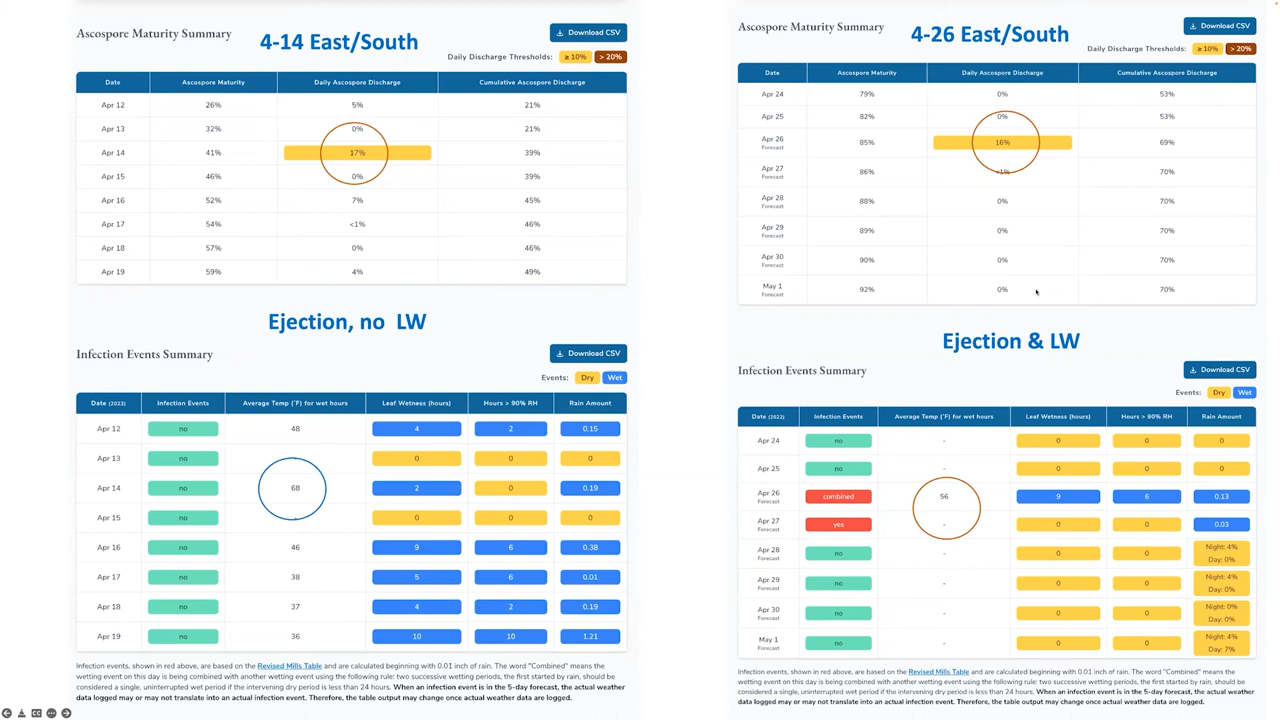 Ascospore Maturity Summary
4-14 East/South
Download CSV
Daily Discharge Thresholds: ≥ 10% > 20%
Date Ascospore Maturity Daily Ascospore Discharge Cumulative Ascospore Discharge
Apr 12 26% 5% 21%
Apr 13 32% 0% 21%
Apr 14 41% 17% 39%
Apr 15 46% 0% 39%
Apr 16 52% 7% 45%
Apr 17 54% <1% 46%
Apr 18 57% 0% 46%
Apr 19 59% 4% 49%
Ejection, no LW
Infection Events Summary
Download CSV
Events: Dry Wet
Date (2022) Infection Events Average Temp (°F) for wet hours Leaf Wetness (hours) Hours > 90% RH Rain Amount
Apr 12 no 48 4 2 0.15
Apr 13 no - 0 0 0
Apr 14 no 68 2 0 0.19
Apr 15 no - 0 0 0
Apr 16 no 46 9 6 0.38
Apr 17 no 38 5 6 0.01
Apr 18 no 37 4 2 0.19
Apr 19 no 36 10 10 1.21
Infection events, shown in red above, are based on the Revised Mills Table and are calculated beginning with 0.01 inch of rain. The word "Combined" means the
wetting event on this day is being combined with another wetting event using the following rule: two successive wetting periods, the first started by rain, should be
considered a single, uninterrupted wet period if the intervening dry period is less than 24 hours. When an infection event is in the 5-day forecast, the actual weather
data logged may or may not translate into an actual infection event. Therefore, the table output may change once actual weather data are logged.
Ascospore Maturity Summary
4-26 East/South
Download CSV
Daily Discharge Thresholds: ≥ 10% > 20%
Date Ascospore Maturity Daily Ascospore Discharge Cumulative Ascospore Discharge
Apr 24 79% 0% 53%
Apr 25 82% 0% 53%
Apr 26 85% 16% 69%
Forecast
Apr 27 86% <1% 70%
Forecast
Apr 28 88% 0% 70%
Forecast
Apr 29 89% 0% 70%
Forecast
Apr 30 90% 0% 70%
Forecast
May 1 92% 0% 70%
Forecast
Ejection & LW
Infection Events Summary
Download CSV
Events: Dry Wet
Date (2022) Infection Events Average Temp (°F) for wet hours Leaf Wetness (hours) Hours > 90% RH Rain Amount
Apr 24 no - 0 0 0
Apr 25 no - 0 0 0
Apr 26 combined 56 9 6 0.13
Forecast
Apr 27 yes - 0 0 0.03
Forecast
Apr 28 no - 0 0 Night: 4%
Forecast Day: 0%
Apr 29 no - 0 0 Night: 4%
Forecast Day: 0%
Apr 30 no - 0 0 Night: 0%
Forecast Day: 0%
May 1 no - 0 0 Night: 4%
Forecast Day: 7%
Infection events, shown in red above, are based on the Revised Mills Table and are calculated beginning with 0.01 inch of rain. The word "Combined" means the
wetting event on this day is being combined with another wetting event using the following rule: two successive wetting periods, the first started by rain, should be
considered a single, uninterrupted wet period if the intervening dry period is less than 24 hours. When an infection event is in the 5-day forecast, the actual weather
data logged may or may not translate into an actual infection event. Therefore, the table output may change once actual weather data are logged.